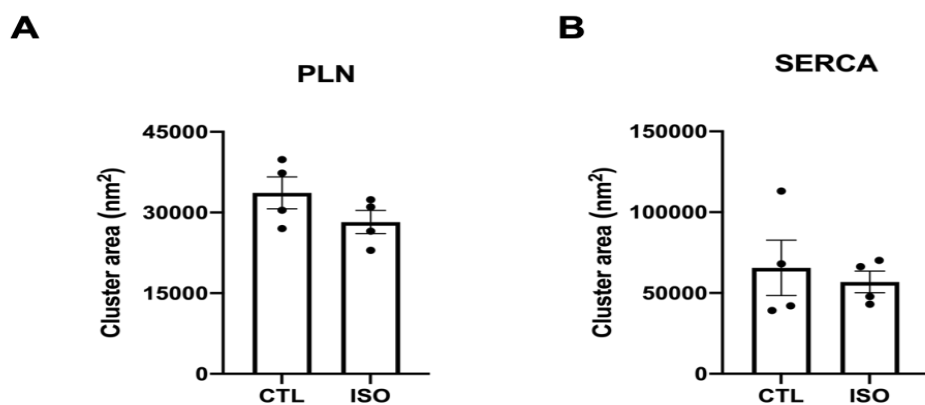 A
PLN
Cluster area (nm²)
45000
30000
15000
0
CTL
ISO
B
SERCA
Cluster area (nm²)
150000
100000
50000
0
CTL
ISO